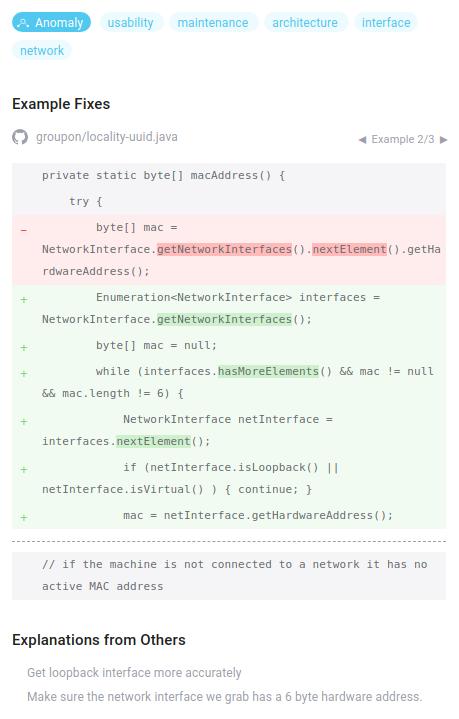 Anomaly usability maintenance architecture interface
network
Example Fixes
groupon/locality-uuid.java ◀ Example 2/3 ▶
private static byte[] macAddress() {
try {
− byte[] mac =
NetworkInterface.getNetworkInterfaces().nextElement().getHa
rdwareAddress();
+ Enumeration<NetworkInterface> interfaces =
NetworkInterface.getNetworkInterfaces();
+ byte[] mac = null;
+ while (interfaces.hasMoreElements() && mac != null
&& mac.length != 6) {
+ NetworkInterface netInterface =
interfaces.nextElement();
+ if (netInterface.isLoopback() ||
netInterface.isVirtual() ) { continue; }
+ mac = netInterface.getHardwareAddress();
// if the machine is not connected to a network it has no
active MAC address
Explanations from Others
Get loopback interface more accurately
Make sure the network interface we grab has a 6 byte hardware address.